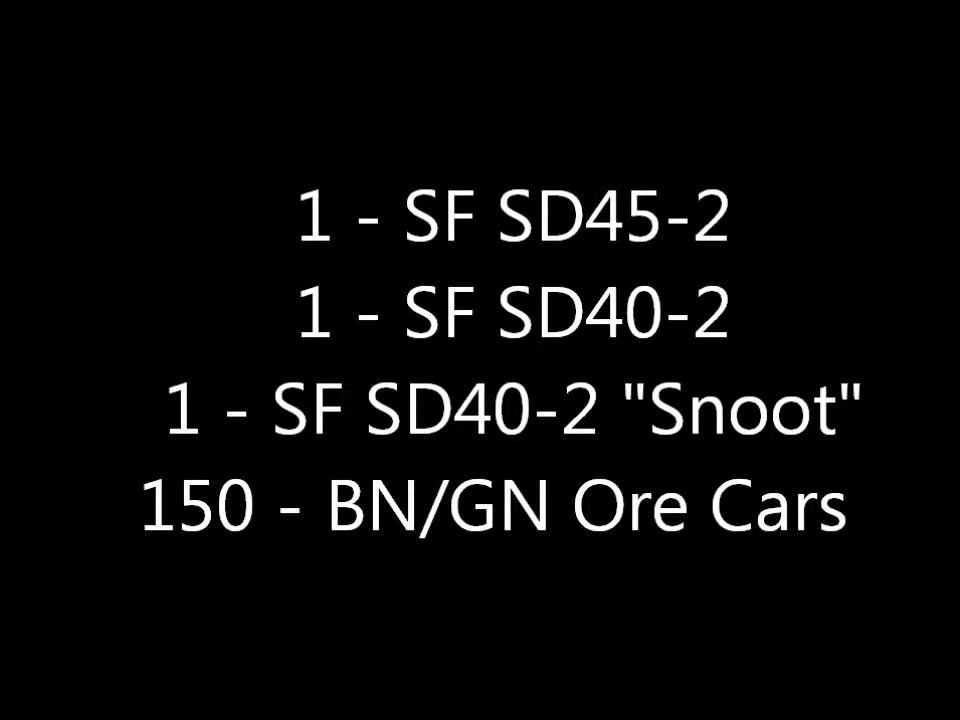 1 - SF SD45-2
1 - SF SD40-2
1 - SF SD40-2 "Snoot"
150 - BN/GN Ore Cars